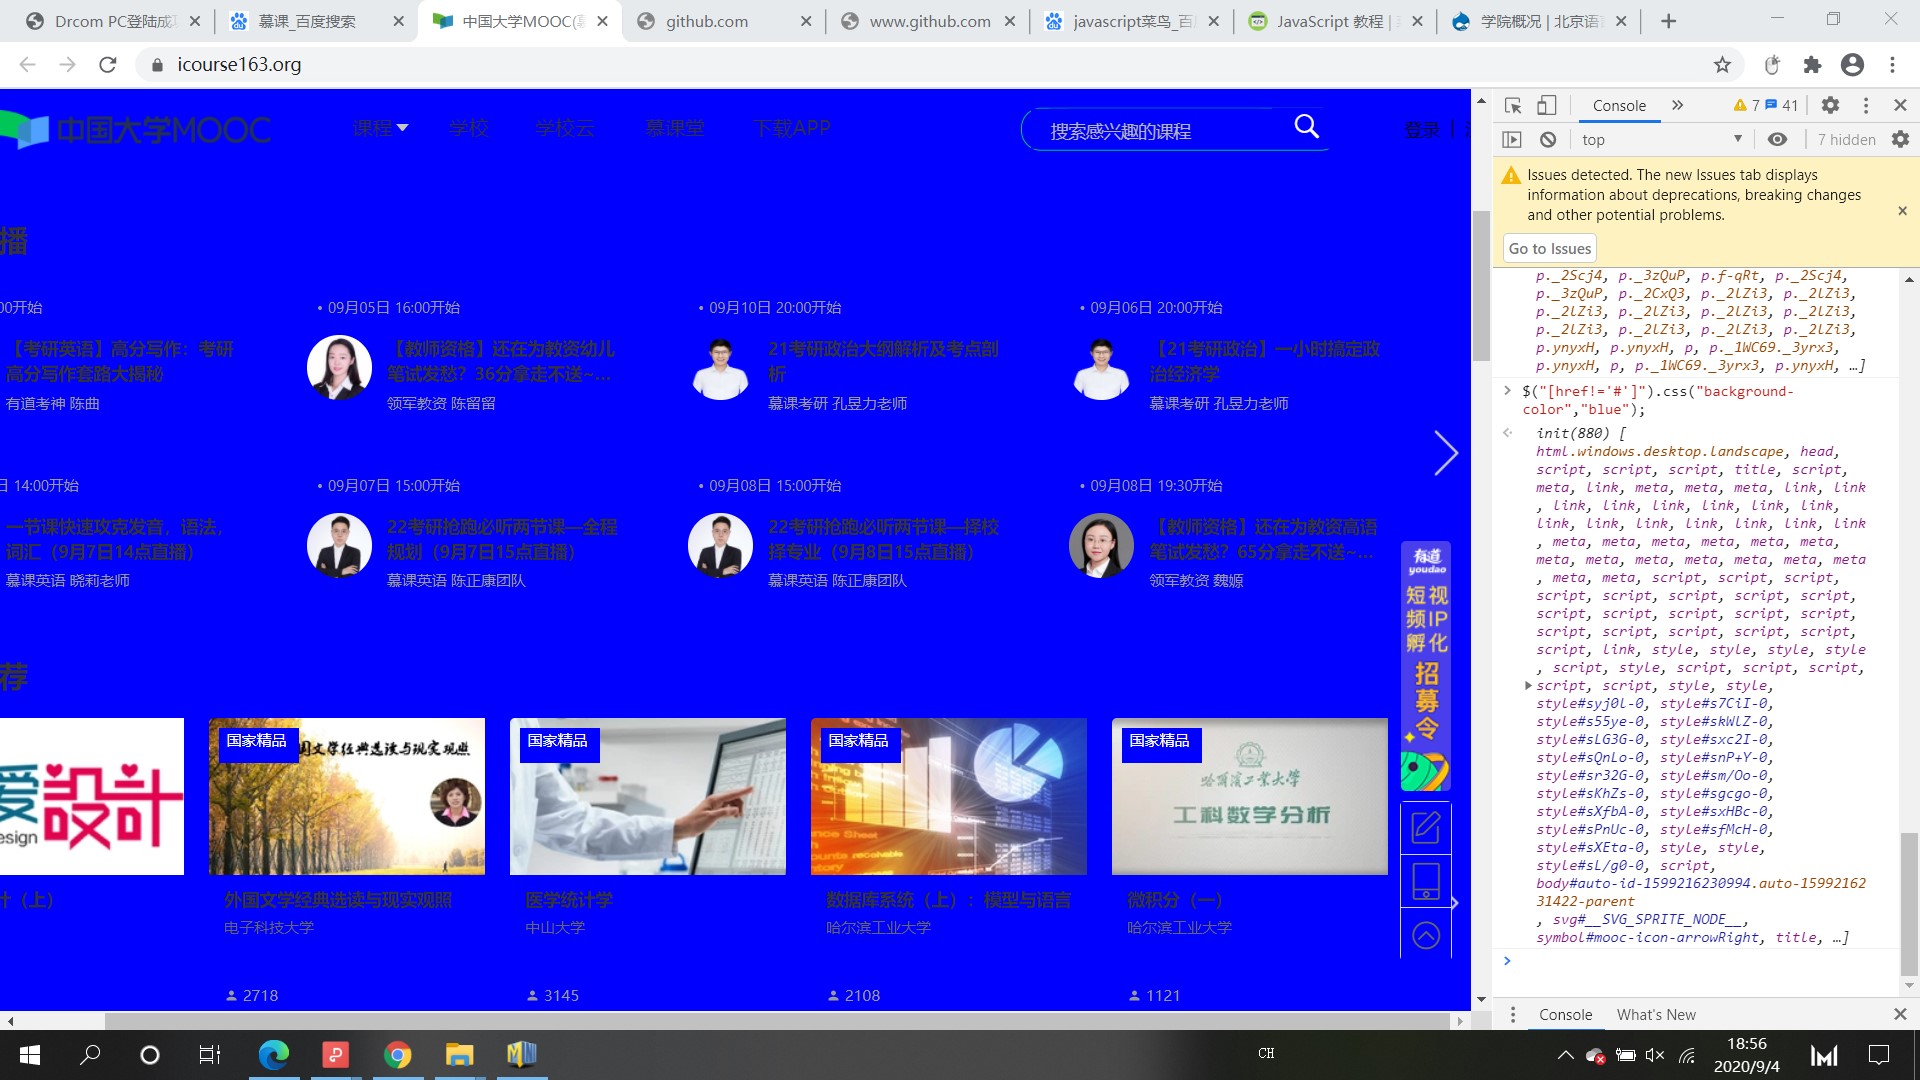 Drcom PC登陆成
慕课_百度搜索
中国大学MOOC(慕
github.com
www.github.com
javascript菜鸟_百
JavaScript 教程 |
学院概况 | 北京语
icourse163.org
中国大学MOOC
课程
学校
学校云
慕课堂
下载APP
搜索感兴趣的课程
登录 |
播
00开始
• 09月05日 16:00开始
• 09月10日 20:00开始
• 09月06日 20:00开始
【考研英语】高分写作：考研
高分写作套路大揭秘
有道考神 陈曲
【教师资格】还在为教资幼儿
笔试发愁？36分拿走不送~...
领军教资 陈留留
21考研政治大纲解析及考点剖
析
慕课考研 孔昱力老师
【21考研政治】一小时搞定政
治经济学
慕课考研 孔昱力老师
日 14:00开始
• 09月07日 15:00开始
• 09月08日 15:00开始
• 09月08日 19:30开始
一节课快速攻克发音，语法，
词汇（9月7日14点直播）
慕课英语 晓莉老师
22考研抢跑必听两节课—全程
规划（9月7日15点直播）
慕课英语 陈正康团队
22考研抢跑必听两节课—择校
择专业（9月8日15点直播）
慕课英语 陈正康团队
【教师资格】还在为教资高语
笔试发愁？65分拿走不送~...
领军教资 魏嫄
有道
youdao
短视
频IP
孵化
招
募
令
荐
爱設計
esign
国家精品
国文学经典选读与现实观照
国家精品
国家精品
国家精品
哈尔滨工业大学
工科数学分析
计（上）
外国文学经典选读与现实观照
电子科技大学
医学统计学
中山大学
数据库系统（上）：模型与语言
哈尔滨工业大学
微积分（一）
哈尔滨工业大学
2718
3145
2108
1121
Console
7
41
top
7 hidden
Issues detected. The new Issues tab displays
information about deprecations, breaking changes
and other potential problems.
Go to Issues
p._2Scj4, p._3zQuP, p.f-qRt, p._2Scj4,
p._3zQuP, p._2CxQ3, p._2lZi3, p._2lZi3,
p._2lZi3, p._2lZi3, p._2lZi3, p._2lZi3,
p._2lZi3, p._2lZi3, p._2lZi3, p._2lZi3,
p.ynyxH, p.ynyxH, p, p._1WC69._3yrx3,
p.ynyxH, p, p._1WC69._3yrx3, p.ynyxH, …]
> $("[href!='#']").css("background-
color","blue");
init(880) [
html.windows.desktop.landscape, head,
script, script, script, title, script,
meta, link, meta, meta, meta, link, link
, link, link, link, link, link, link,
link, link, link, link, link, link, link
, meta, meta, meta, meta, meta, meta,
meta, meta, meta, meta, meta, meta, meta
, meta, meta, script, script, script,
script, script, script, script, script,
script, script, script, script, script,
script, script, script, script, script,
script, link, style, style, style, style
, script, style, script, script, script,
script, script, style, style,
style#syj0l-0, style#s7CiI-0,
style#s55ye-0, style#skWlZ-0,
style#sLG3G-0, style#sxc2I-0,
style#sQnLo-0, style#snP+Y-0,
style#sr32G-0, style#sm/Oo-0,
style#sKhZs-0, style#sgcgo-0,
style#sXfbA-0, style#sxHBc-0,
style#sPnUc-0, style#sfMcH-0,
style#sXEta-0, style, style,
style#sL/g0-0, script,
body#auto-id-1599216230994.auto-15992162
31422-parent
, svg#__SVG_SPRITE_NODE__,
symbol#mooc-icon-arrowRight, title, …]
>
Console
What's New
CH
18:56
2020/9/4